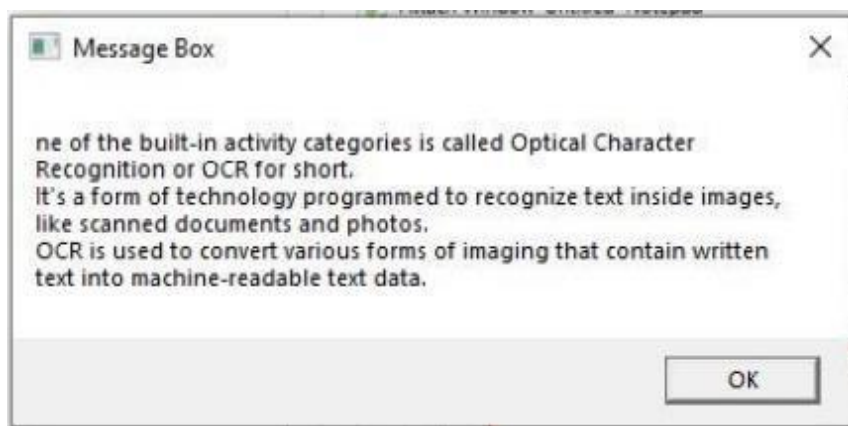 Message Box
ne of the built-in activity categories is called Optical Character
Recognition or OCR for short.
It's a form of technology programmed to recognize text inside images,
like scanned documents and photos.
OCR is used to convert various forms of imaging that contain written
text into machine-readable text data.
OK